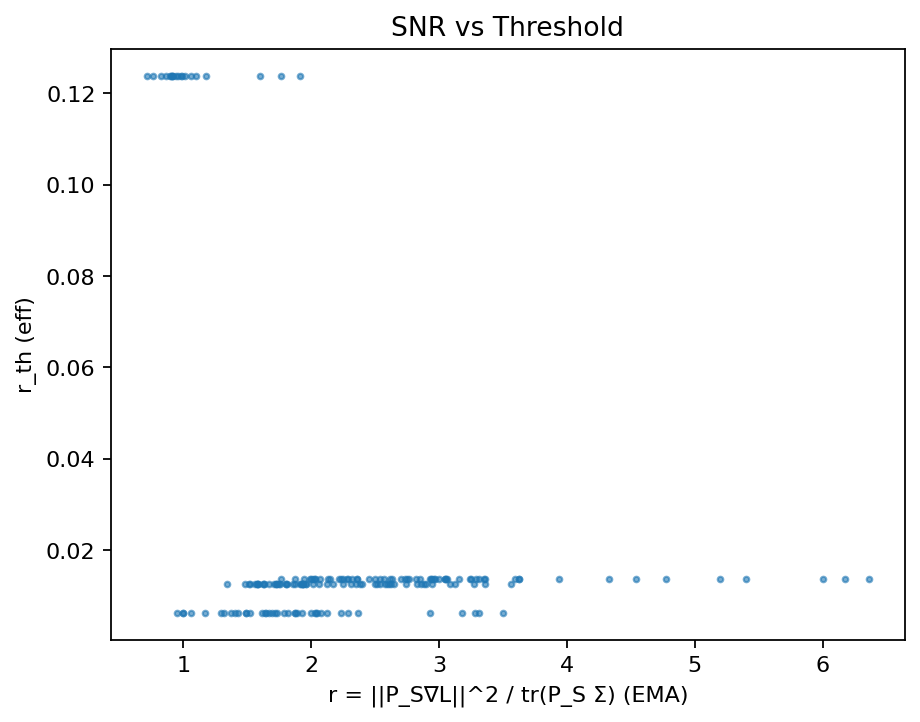 SNR vs Threshold
r_th (eff)
0.12
0.10
0.08
0.06
0.04
0.02
1 2 3 4 5 6
r = ||P_S∇L||^2 / tr(P_S Σ) (EMA)